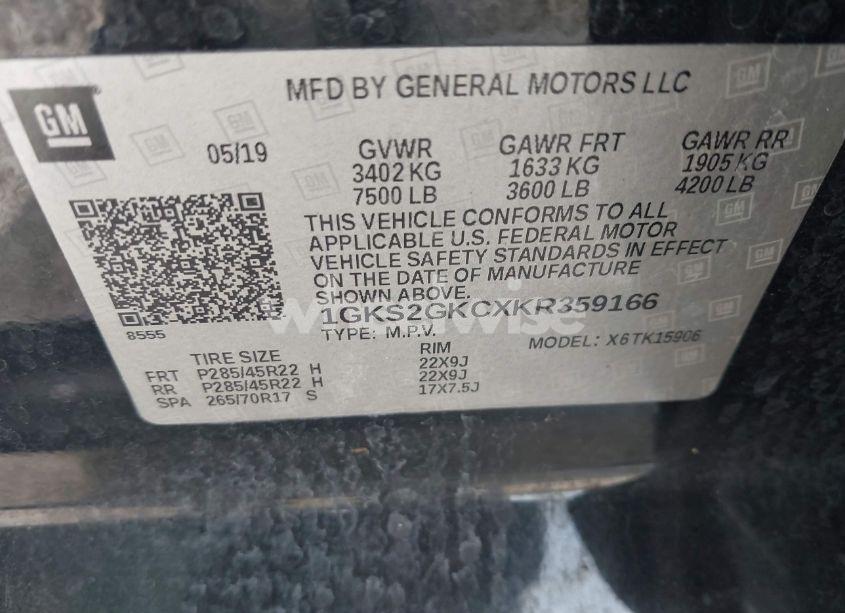 GM
MFD BY GENERAL MOTORS LLC
05/19 GVWR GAWR FRT GAWR RR
3402 KG 1633 KG 1905 KG
7500 LB 3600 LB 4200 LB
THIS VEHICLE CONFORMS TO ALL
APPLICABLE U.S. FEDERAL MOTOR
VEHICLE SAFETY STANDARDS IN EFFECT
ON THE DATE OF MANUFACTURE
SHOWN ABOVE.
1GKS2GKCXKR359166
8595
TYPE: M.P.V. MODEL: X6TK15906
TIRE SIZE RIM
FRT P285/45R22 H 22X9J
RR P285/45R22 H 22X9J
SPA 265/70R17 S 17X7.5J